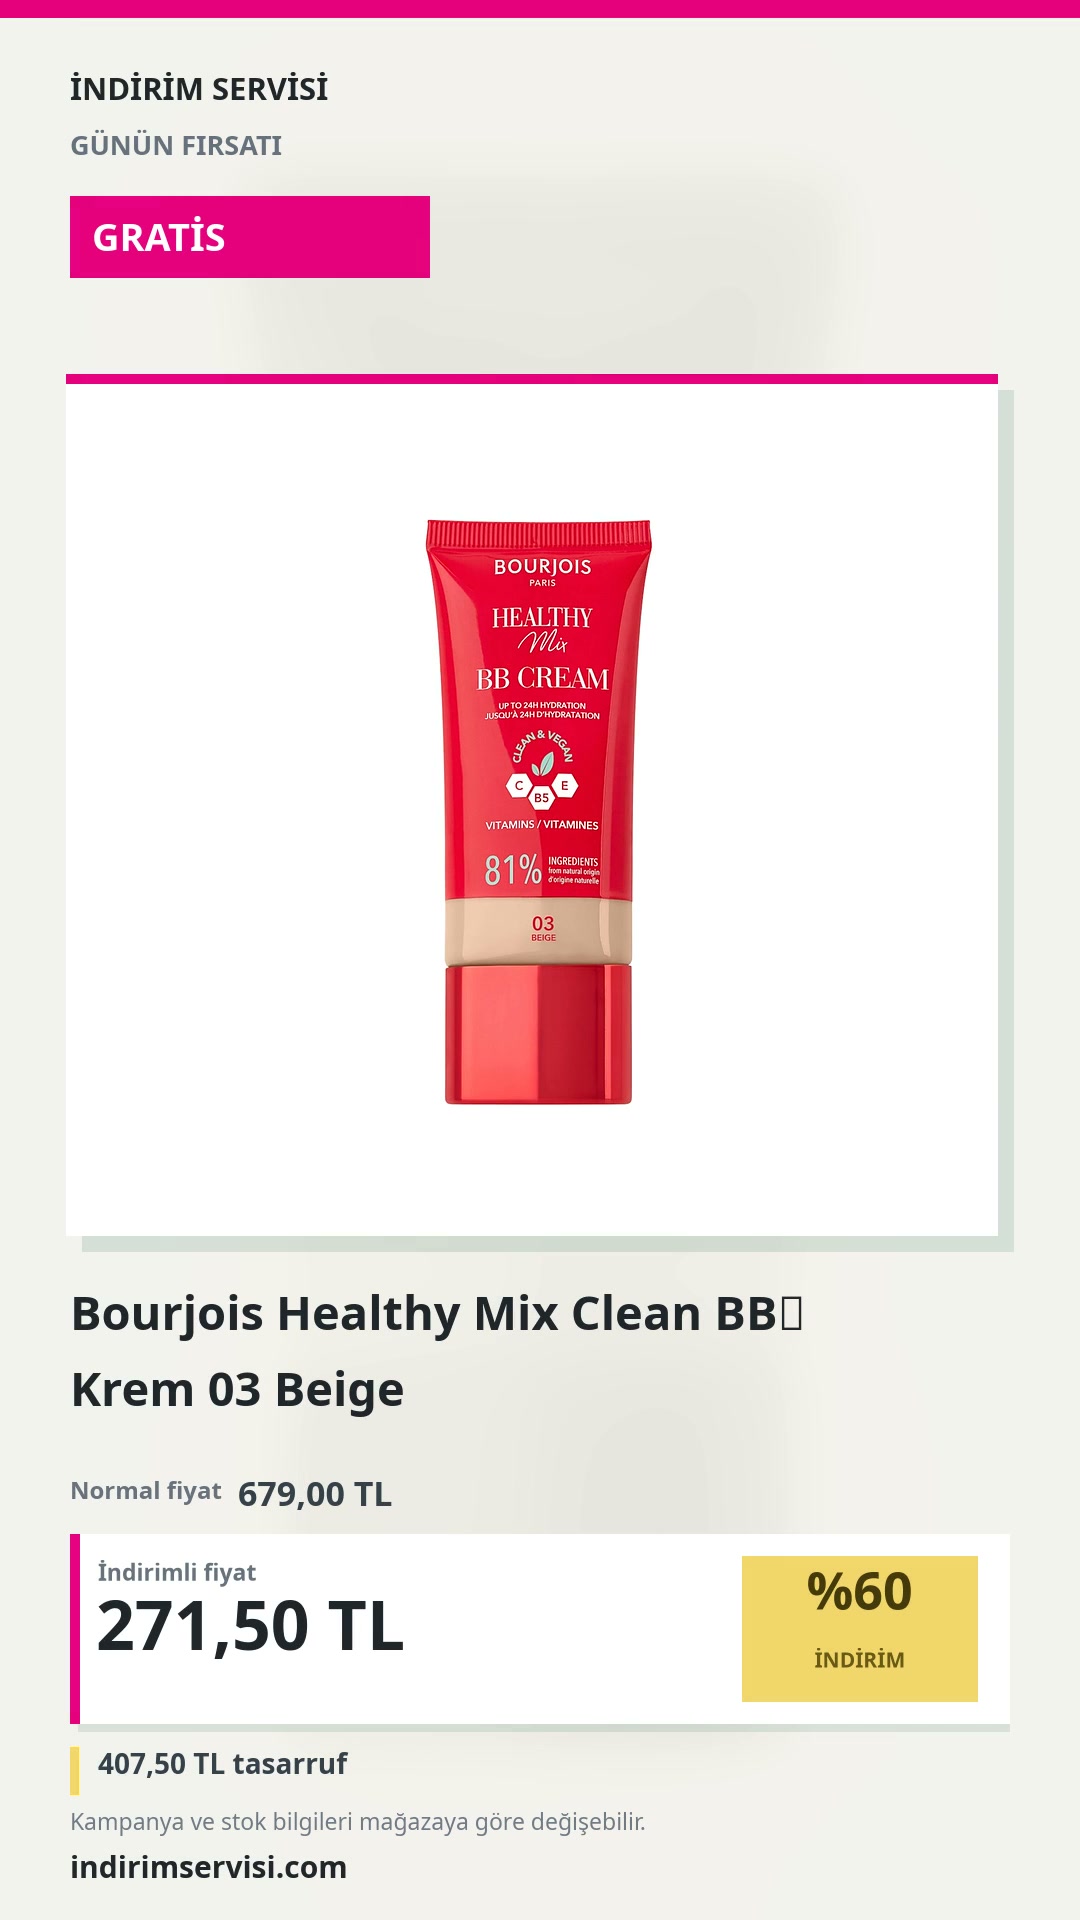 İNDİRİM SERVİSİ
GÜNÜN FIRSATI
GRATİS
BOURJOIS
PARIS
HEALTHY
Mix
BB CREAM
UP TO 24H HYDRATION
JUSQU'À 24H D'HYDRATATION
CLEAN & VEGAN
C E
B5
VITAMINS / VITAMINES
81% INGREDIENTS
from natural origin
d'origine naturelle
03
BEIGE
Bourjois Healthy Mix Clean BB
Krem 03 Beige
Normal fiyat 679,00 TL
İndirimli fiyat
271,50 TL
%60
İNDİRİM
407,50 TL tasarruf
Kampanya ve stok bilgileri mağazaya göre değişebilir.
indirimservisi.com